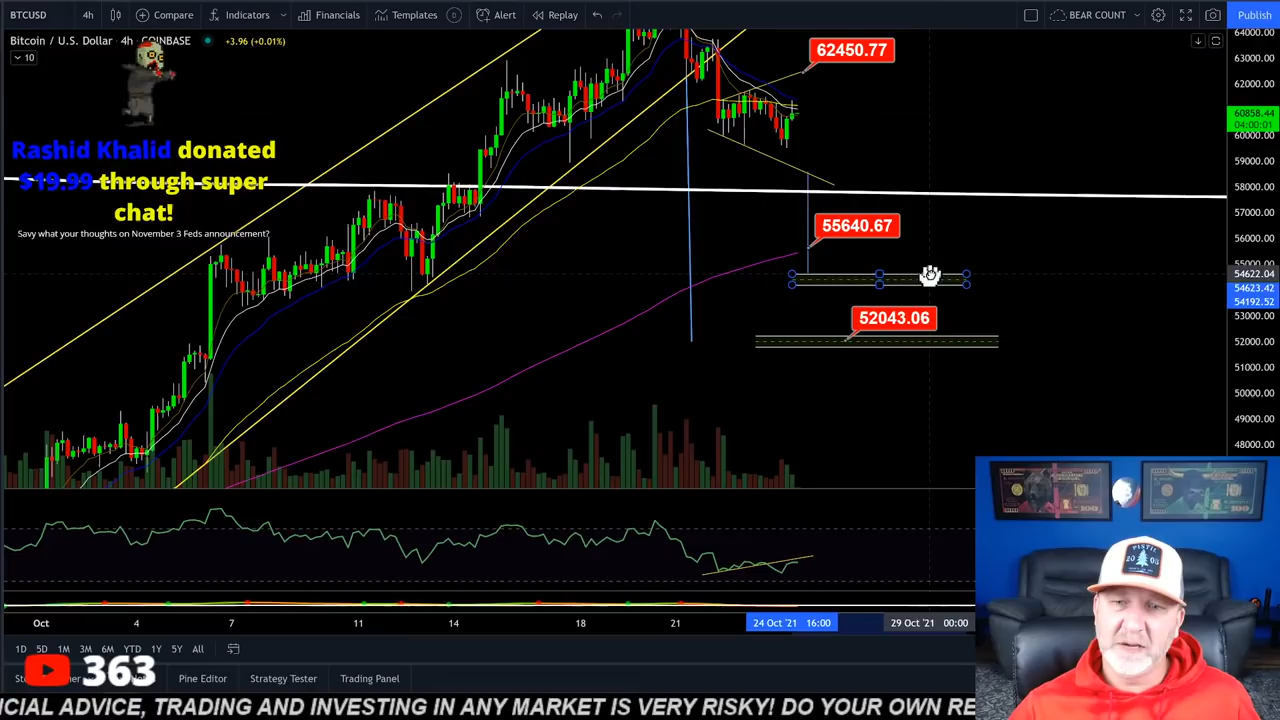 BTCUSD 4h Compare Indicators Financials Templates Alert Replay BEAR COUNT Publish
Bitcoin / U.S. Dollar 4h COINBASE +3.96 (+0.01%)
10
64000.00
63000.00
62450.77
62000.00
60858.44
04:00:01
60000.00
59000.00
58000.00
57000.00
56000.00
55640.67
54622.04
54623.42
54192.52
53000.00
52043.06
52000.00
51000.00
50000.00
49000.00
48000.00
Rashid Khalid donated
$19.99 through super
chat!
Savy what your thoughts on November 3 Feds announcement?
Oct 4 7 11 14 18 21 24 Oct '21 16:00 29 Oct '21 00:00
1D 5D 1M 3M 6M YTD 1Y 5Y All
363
Pine Editor Strategy Tester Trading Panel
PISTIL
100 100
CIAL ADVICE, TRADING AND INVESTING IN ANY MARKET IS VERY RISKY! DO YOUR OWN RE